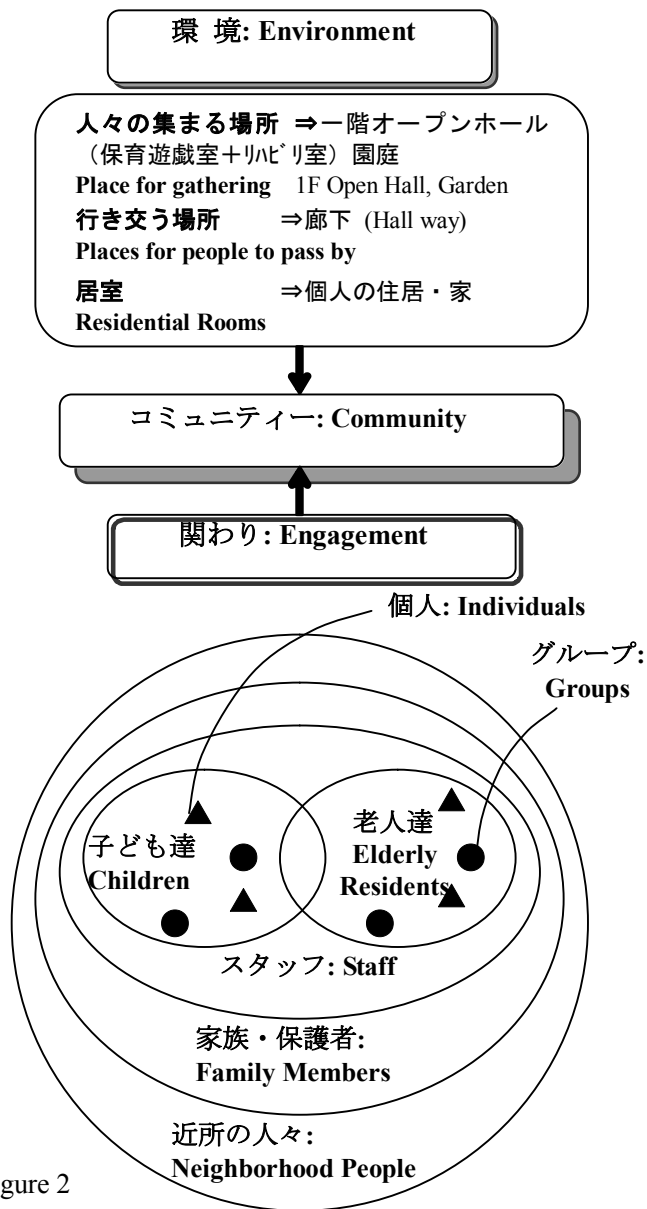 環 境: Environment
人々の集まる場所 ⇒一階オープンホール
（保育遊戯室＋ﾘﾊﾋﾞﾘ室）園庭
Place for gathering 1F Open Hall, Garden
行き交う場所 ⇒廊下 (Hall way)
Places for people to pass by
居室 ⇒個人の住居・家
Residential Rooms
コミュニティー: Community
関わり: Engagement
個人: Individuals
グループ:
Groups
子ども達
Children
老人達
Elderly
Residents
スタッフ: Staff
家族・保護者:
Family Members
近所の人々:
Neighborhood People
gure 2